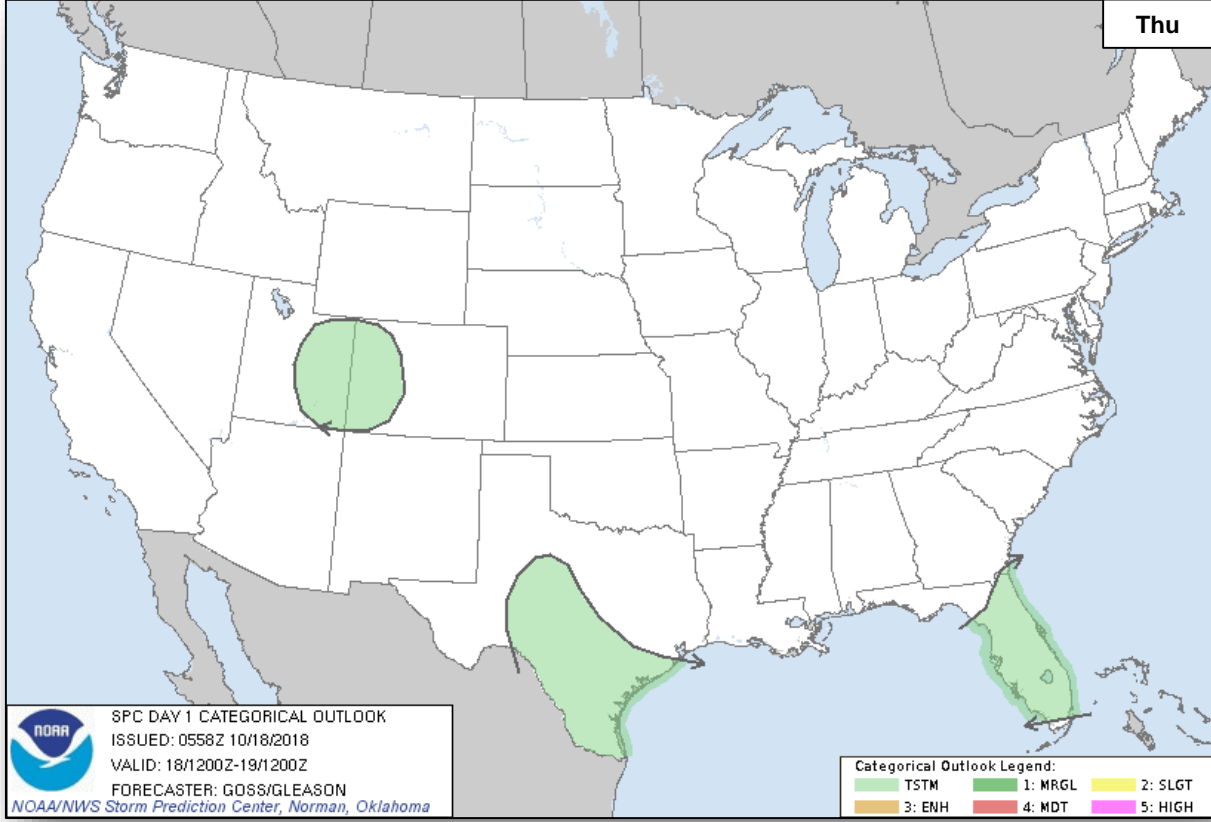 Thu
NOAA
SPC DAY 1 CATEGORICAL OUTLOOK
ISSUED: 0558Z 10/18/2018
VALID: 18/1200Z-19/1200Z
FORECASTER: GOSS/GLEASON
NOAA/NWS Storm Prediction Center, Norman, Oklahoma
Categorical Outlook Legend:
TSTM 1: MRGL 2: SLGT
3: ENH 4: MDT 5: HIGH